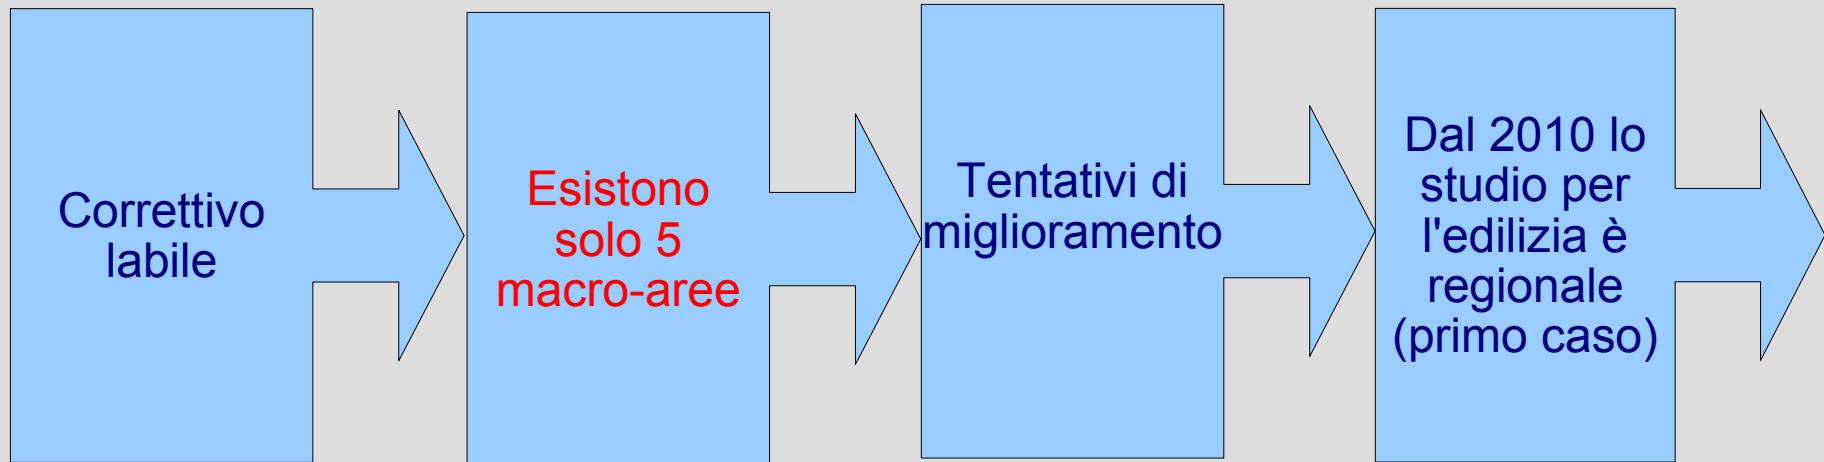 Correttivo
labile
Esistono
solo 5
macro-aree
Tentativi di
miglioramento
Dal 2010 lo
studio per
l'edilizia è
regionale
(primo caso)